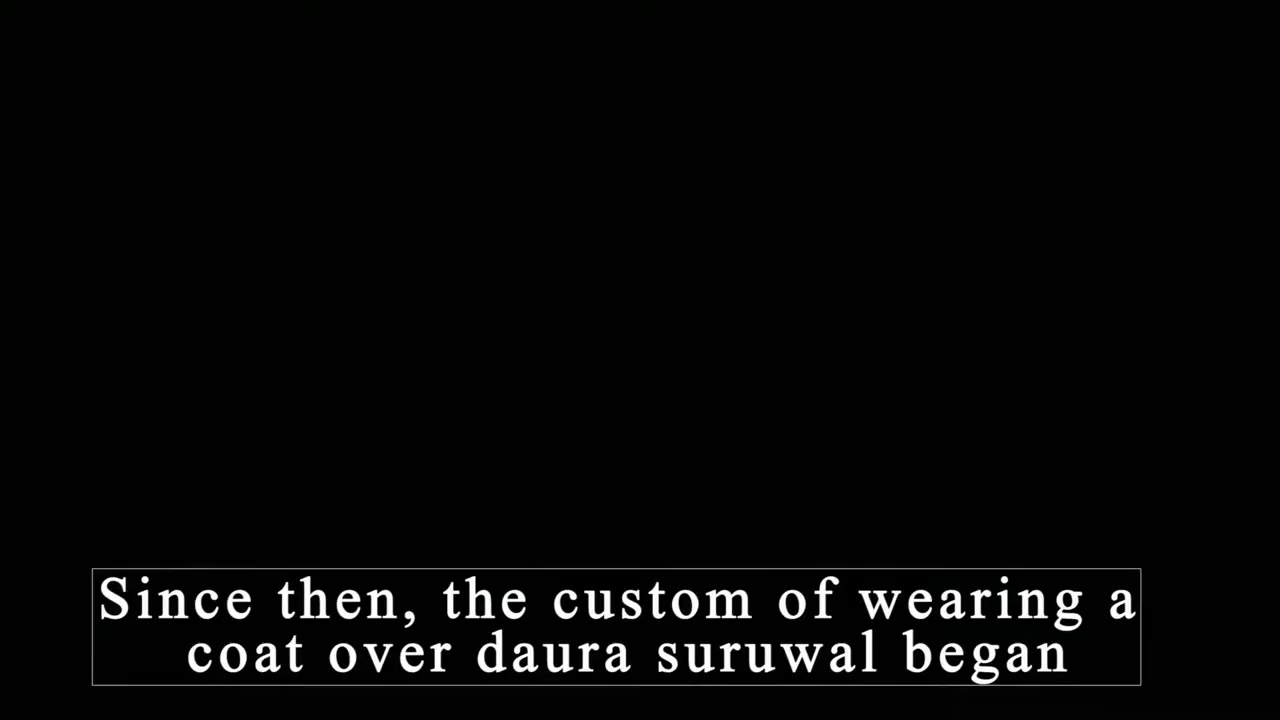 Since then, the custom of wearing a
coat over daura suruwal began